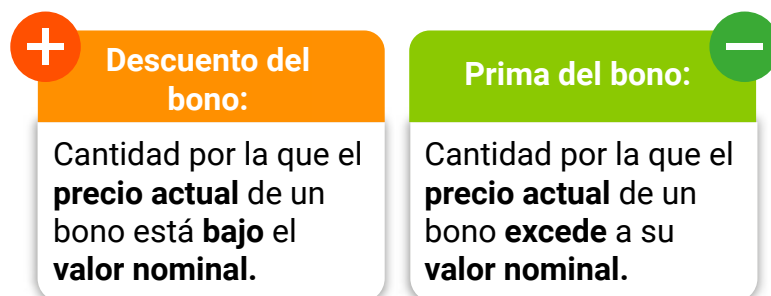 Descuento del
bono:
Cantidad por la que el
precio actual de un
bono está bajo el
valor nominal.
Prima del bono:
Cantidad por la que el
precio actual de un
bono excede a su
valor nominal.